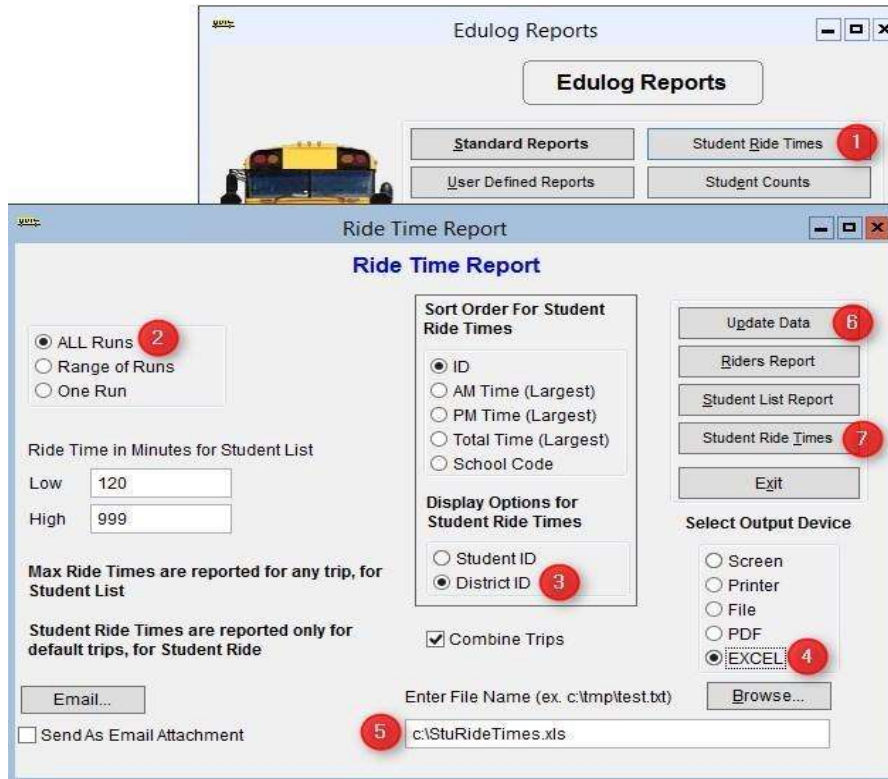 Edulog Reports
Edulog Reports
Standard Reports
Student Ride Times
1
User Defined Reports
Student Counts
Ride Time Report
Ride Time Report
ALL Runs
2
Range of Runs
One Run
Ride Time in Minutes for Student List
Low
120
High
999
Max Ride Times are reported for any trip, for
Student List
Student Ride Times are reported only for
default trips, for Student Ride
Sort Order For Student
Ride Times
ID
AM Time (Largest)
PM Time (Largest)
Total Time (Largest)
School Code
Display Options for
Student Ride Times
Student ID
District ID
3
Combine Trips
Update Data
6
Riders Report
Student List Report
Student Ride Times
7
Exit
Select Output Device
Screen
Printer
File
PDF
EXCEL
4
Email...
Enter File Name (ex. c:\tmp\test.txt)
Browse...
Send As Email Attachment
5
c:\StuRideTimes.xls